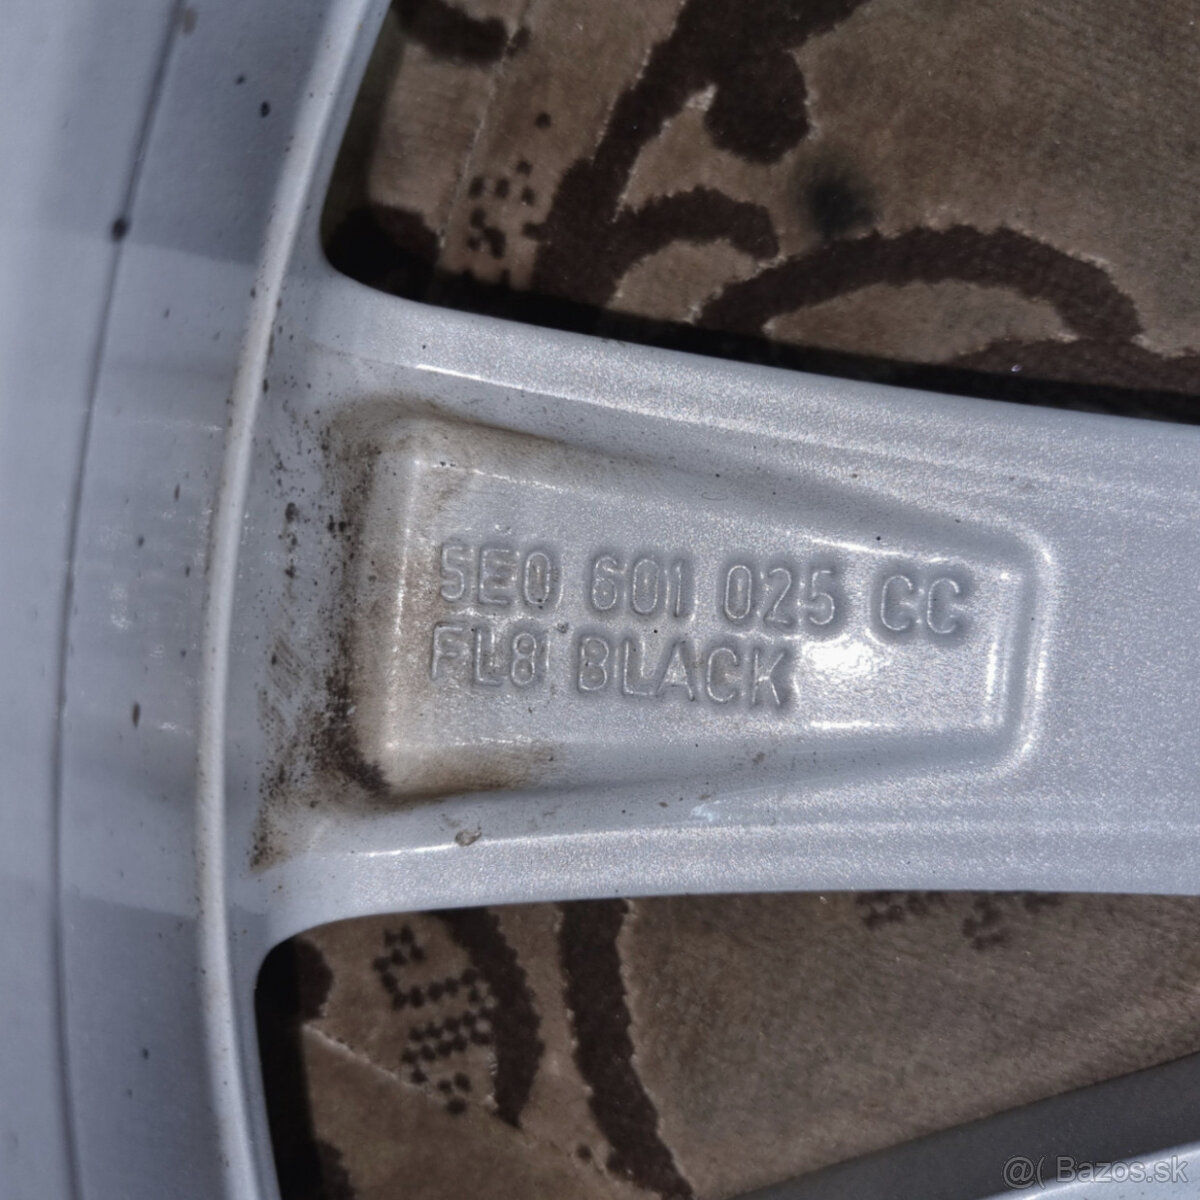 5E0 601 025 CC
FL8 BLACK
@( Bazos.sk